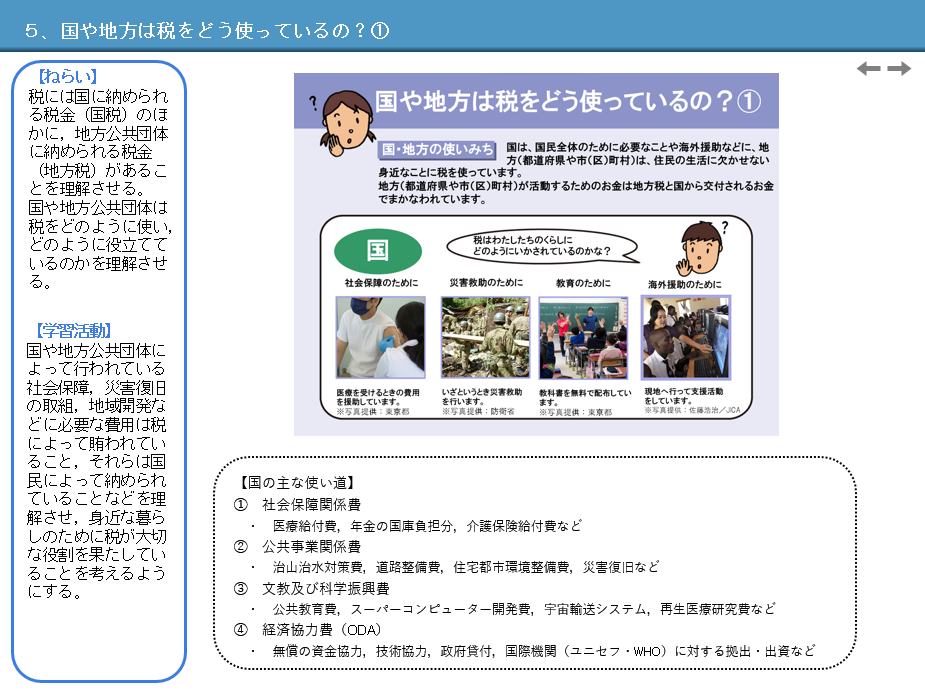 ５、国や地方は税をどう使っているの？①
【ねらい】
税には国に納められ
る税金（国税）のほ
かに，地方公共団体
に納められる税金
（地方税）があるこ
とを理解させる。
国や地方公共団体は
税をどのように使い，
どのように役立てて
いるのかを理解させ
る。
【学習活動】
国や地方公共団体に
よって行われている
社会保障，災害復旧
の取組，地域開発な
どに必要な費用は税
によって賄われてい
ること，それらは国
民によって納められ
ていることなどを理
解させ，身近な暮ら
しのために税が大切
な役割を果たしてい
ることを考えるよう
にする。
?
国や地方は税をどう使っているの？①
国・地方の使いみち
国は、国民全体のために必要なことや海外援助などに、地
方（都道府県や市（区）町村）は、住民の生活に欠かせない
身近なことに税を使っています。
地方（都道府県や市（区）町村）が活動するためのお金は地方税と国から交付されるお金
でまかなわれています。
国
税はわたしたちのくらしに
どのようにいかされているのかな？
?
社会保障のために
災害救助のために
教育のために
海外援助のために
医療を受けるときの費用
を援助しています。
※写真提供：東京都
いざというとき災害救助
を行います。
※写真提供：防衛省
教科書を無料で配布してい
ます。
※写真提供：東京都
現地へ行って支援活動
をしています。
※写真提供：佐藤浩治／JICA
【国の主な使い道】
① 社会保障関係費
・ 医療給付費，年金の国庫負担分，介護保険給付費など
② 公共事業関係費
・ 治山治水対策費，道路整備費，住宅都市環境整備費，災害復旧など
③ 文教及び科学振興費
・ 公共教育費，スーパーコンピューター開発費，宇宙輸送システム，再生医療研究費など
④ 経済協力費（ODA）
・ 無償の資金協力，技術協力，政府貸付，国際機関（ユニセフ・WHO）に対する拠出・出資など